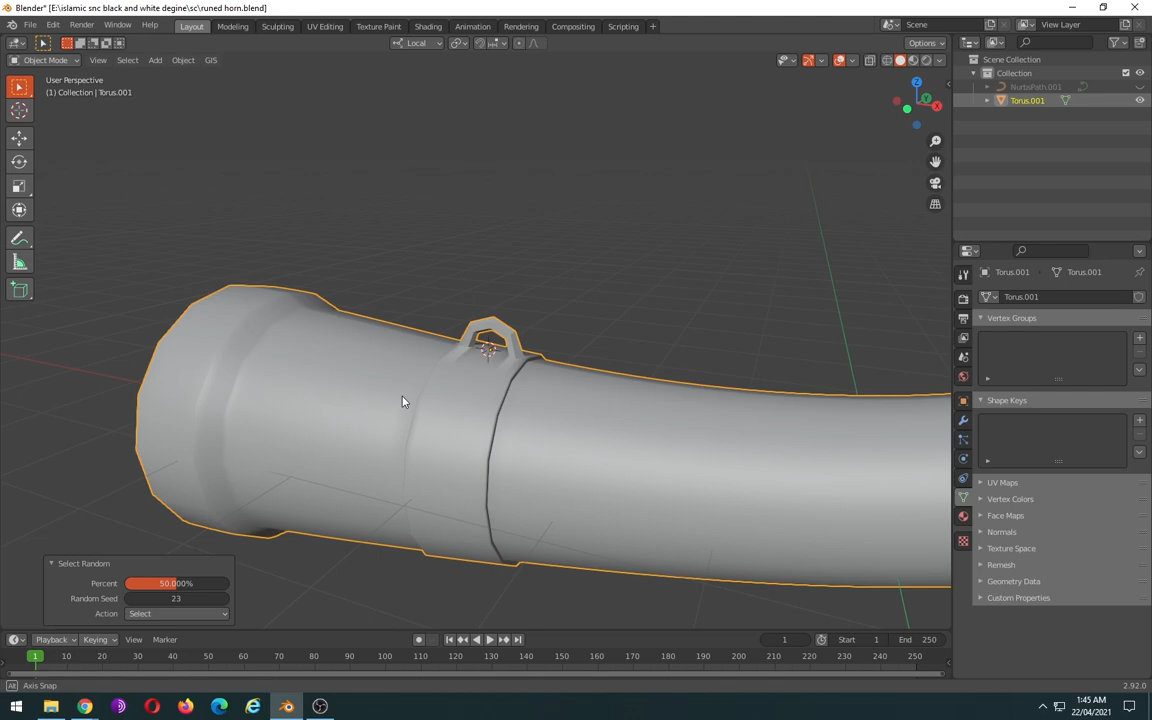 Blender* [E:\islamic snc black and white degine\sc\runed horn.blend]
File Edit Render Window Help Layout Modeling Sculpting UV Editing Texture Paint Shading Animation Rendering Compositing Scripting + Scene View Layer
Local Options
Object Mode View Select Add Object GIS
User Perspective
(1) Collection | Torus.001
Z
Y
X
Scene Collection
Collection
NurbsPath.001
Torus.001
Torus.001 Torus.001
Torus.001
Vertex Groups
Shape Keys
UV Maps
Vertex Colors
Face Maps
Normals
Texture Space
Remesh
Geometry Data
Custom Properties
Select Random
Percent 50.000%
Random Seed 23
Action Select
Playback Keying View Marker 1 Start 1 End 250
1 10 20 30 40 50 60 70 80 90 100 110 120 130 140 150 160 170 180 190 200 210 220 230 240 250
Alt Axis Snap 2.92.0
1:45 AM
22/04/2021